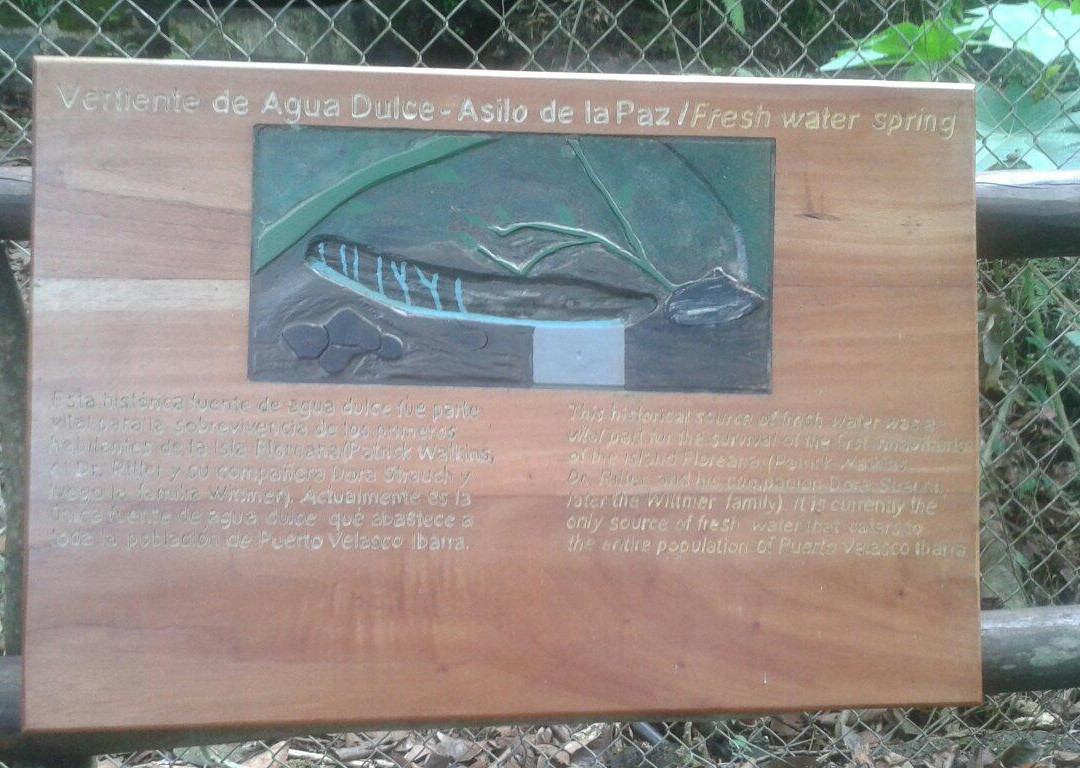 Vertiente de Agua Dulce - Asilo de la Paz / Fresh water spring
Esta histórica fuente de agua dulce fue parte
vital para la sobrevivencia de los primeros
habitantes de la isla Floreana (Patrick Watkins,
el Dr. Ritter y su compañera Dora Strauch y
luego la familia Wittmer). Actualmente es la
única fuente de agua dulce que abastece a
toda la población de Puerto Velasco Ibarra.
This historical source of fresh water was a
vital part for the survival of the first inhabitants
of the island Floreana (Patrick Watkins,
Dr. Ritter and his companion Dora Strauch,
later the Wittmer family). It is currently the
only source of fresh water that caters to
the entire population of Puerto Velasco Ibarra